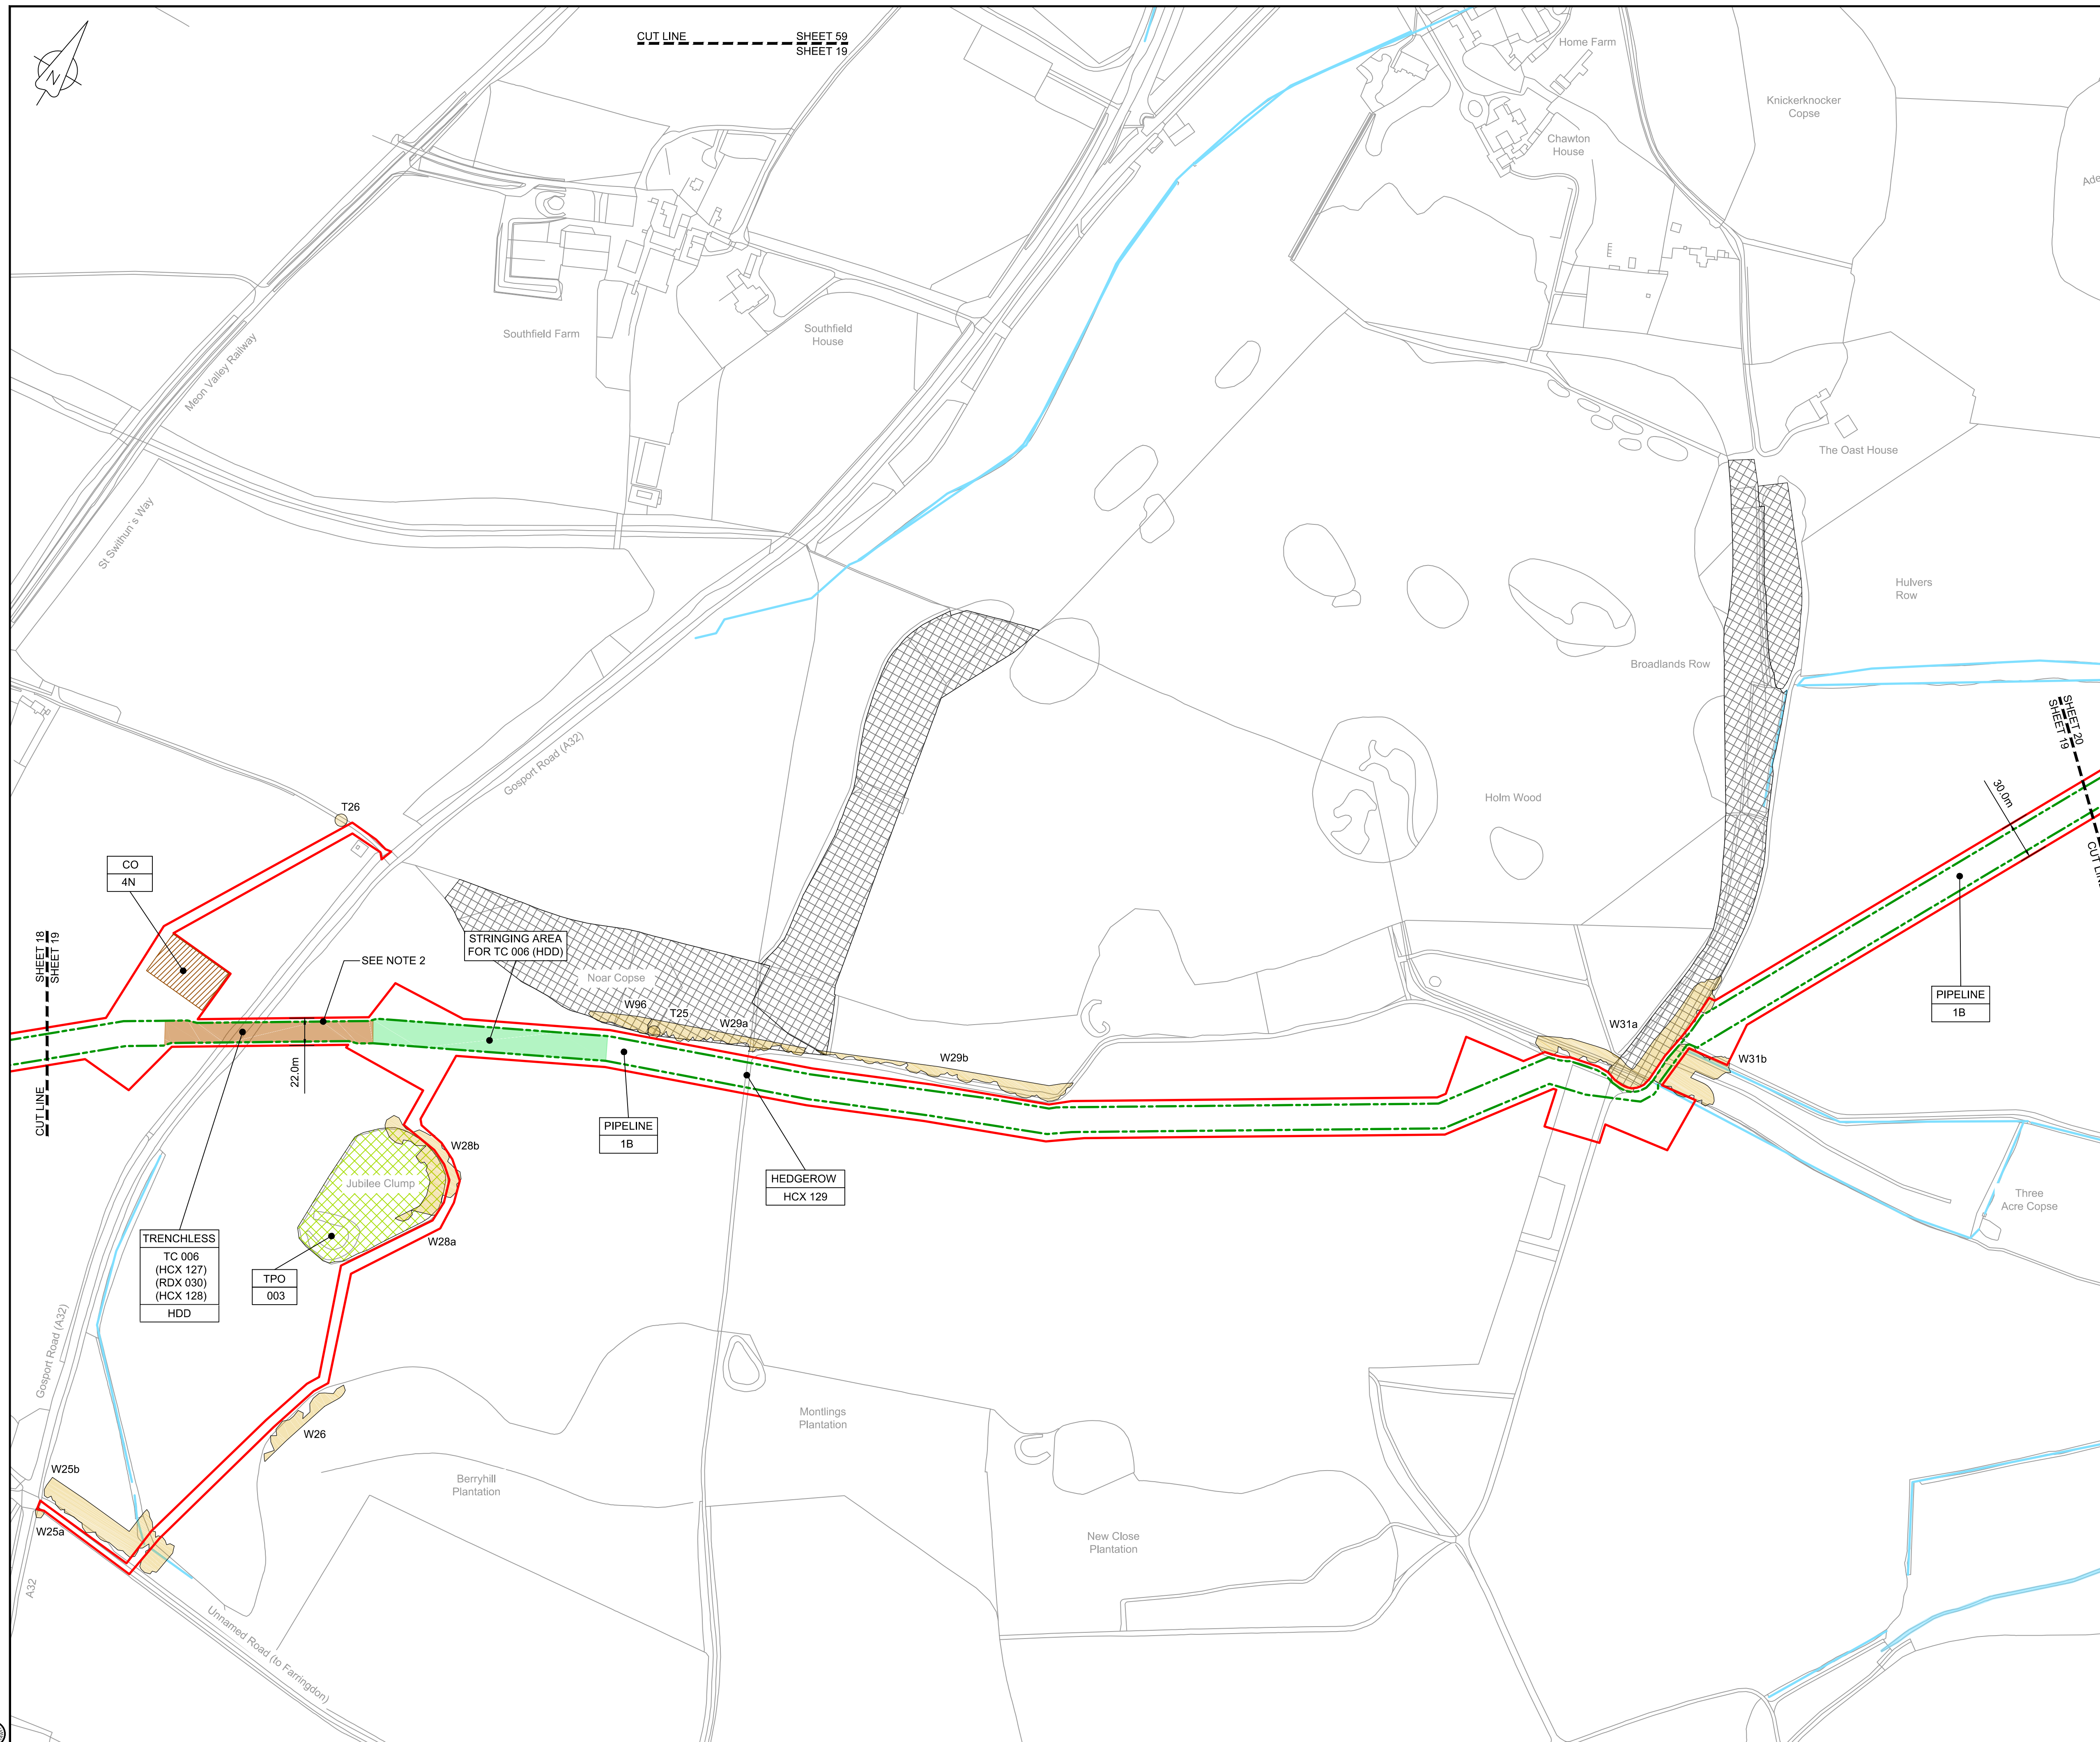 N
CUT LINE
SHEET 59
SHEET 19
Home Farm
Knickerknocker
Copse
Chawton
House
Southfield Farm
Southfield
House
Meon Valley Railway
St Swithun's Way
The Oast House
Hulvers
Row
Broadlands Row
SHEET 20
SHEET 19
Gosport Road (A32)
Holm Wood
30.0m
T26
CO
4N
SHEET 18
SHEET 19
CUT LINE
SEE NOTE 2
STRINGING AREA
FOR TC 006 (HDD)
Noar Copse
W96
T25
W29a
W29b
W31a
W31b
PIPELINE
1B
22.0m
PIPELINE
1B
W28b
Jubilee Clump
W28a
HEDGEROW
HCX 129
TRENCHLESS
TC 006
(HCX 127)
(RDX 030)
(HCX 128)
HDD
TPO
003
Three
Acre Copse
Gosport Road (A32)
Montlings
Plantation
W26
Berryhill
Plantation
W25b
W25a
New Close
Plantation
A32
Unnamed Road (to Farringdon)